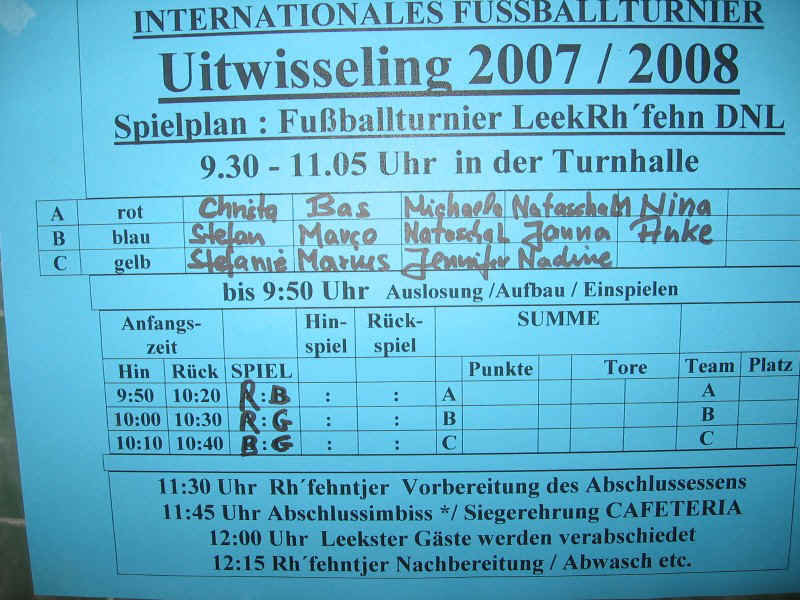 INTERNATIONALES FUSSBALLTURNIER
Uitwisseling 2007 / 2008
Spielplan : Fußballturnier LeekRh´fehn DNL
9.30 - 11.05 Uhr in der Turnhalle
A rot Christa Bas Michaela Natascha M Nina
B blau Stefan Marco Natascha L Janna Anke
C gelb Stefanie Marius Jennifer Nadine
bis 9:50 Uhr Auslosung /Aufbau / Einspielen
Anfangs- Hin- Rück- SUMME
zeit spiel spiel
Hin Rück SPIEL Punkte Tore Team Platz
9:50 10:20 R:B : : A A
10:00 10:30 R:G : : B B
10:10 10:40 B:G : : C C
11:30 Uhr Rh´fehntjer Vorbereitung des Abschlussessens
11:45 Uhr Abschlussimbiss */ Siegerehrung CAFETERIA
12:00 Uhr Leekster Gäste werden verabschiedet
12:15 Rh´fehntjer Nachbereitung / Abwasch etc.